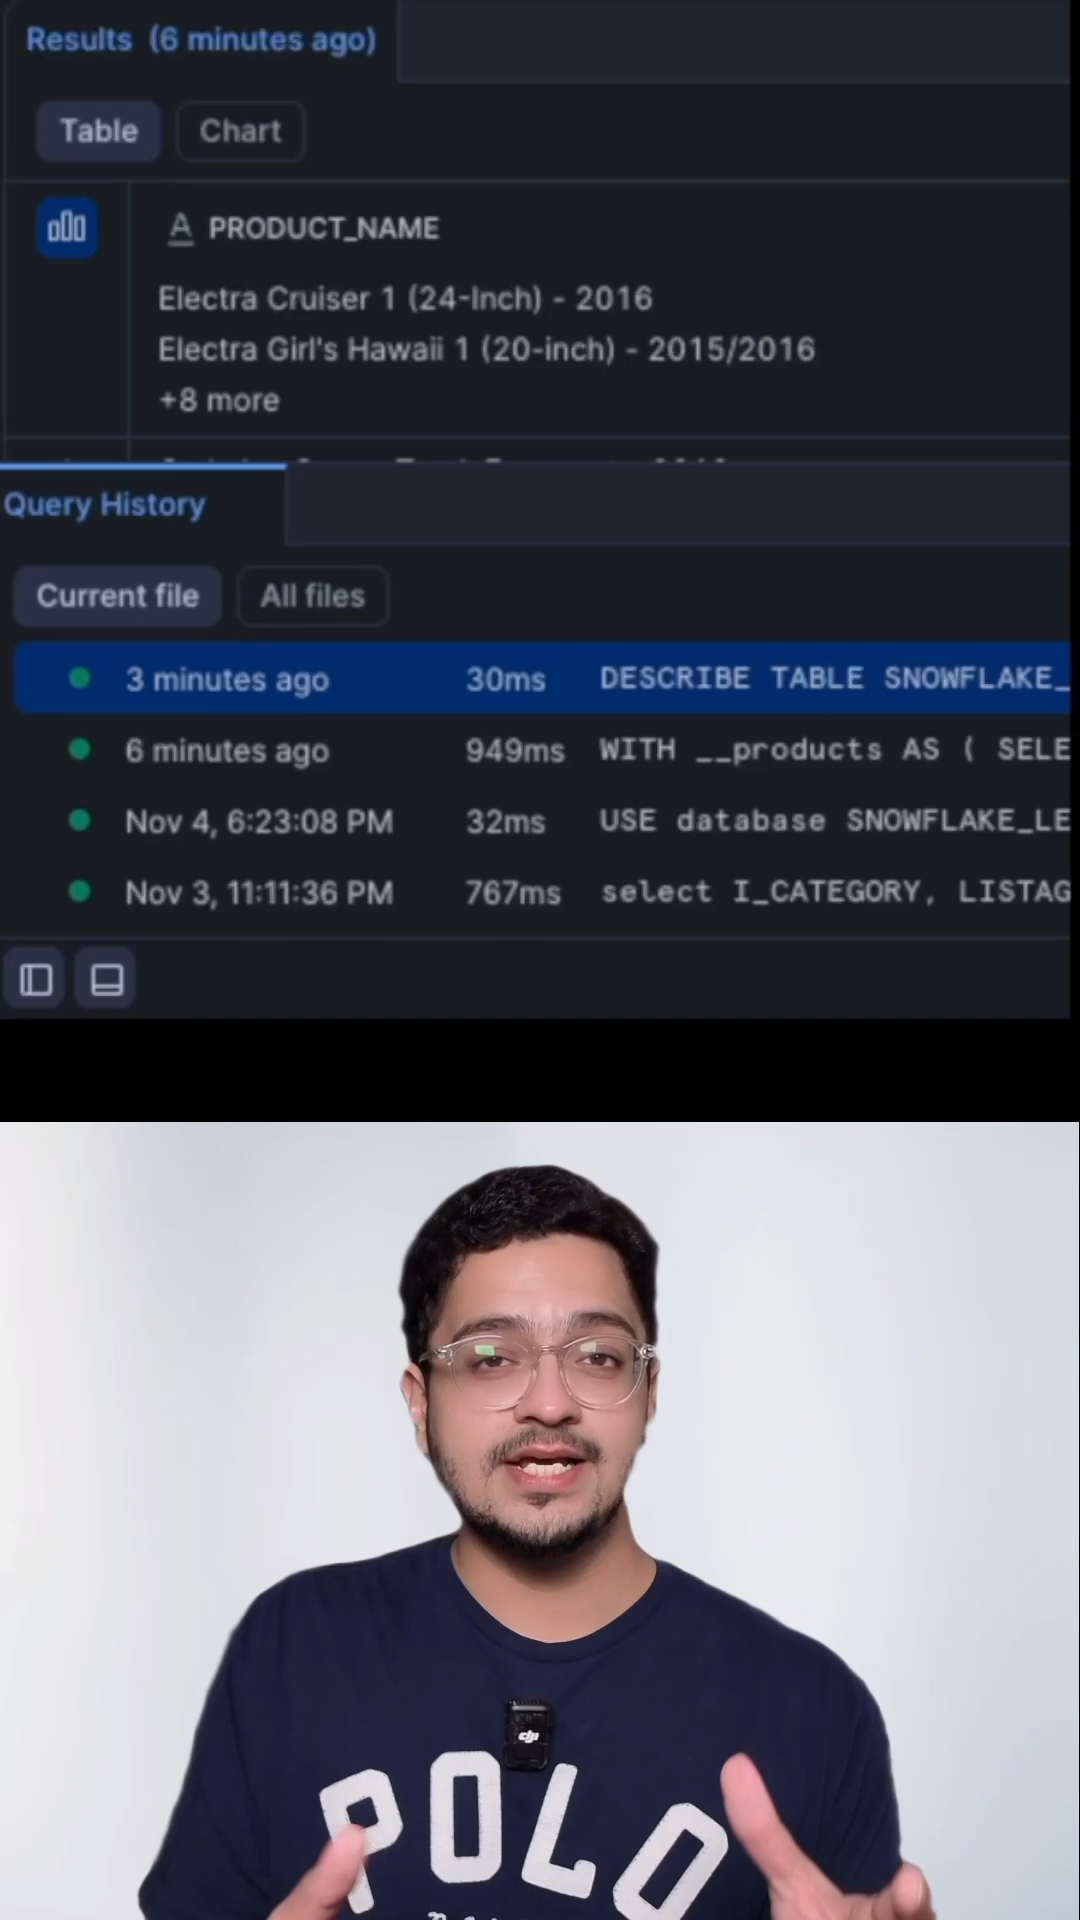 Results (6 minutes ago)
Table Chart
A PRODUCT_NAME
Electra Cruiser 1 (24-Inch) - 2016
Electra Girl's Hawaii 1 (20-inch) - 2015/2016
+8 more
Query History
Current file All files
3 minutes ago 30ms DESCRIBE TABLE SNOWFLAKE_
6 minutes ago 949ms WITH __products AS ( SELE
Nov 4, 6:23:08 PM 32ms USE database SNOWFLAKE_LE
Nov 3, 11:11:36 PM 767ms select I_CATEGORY, LISTAG
dji
POLO